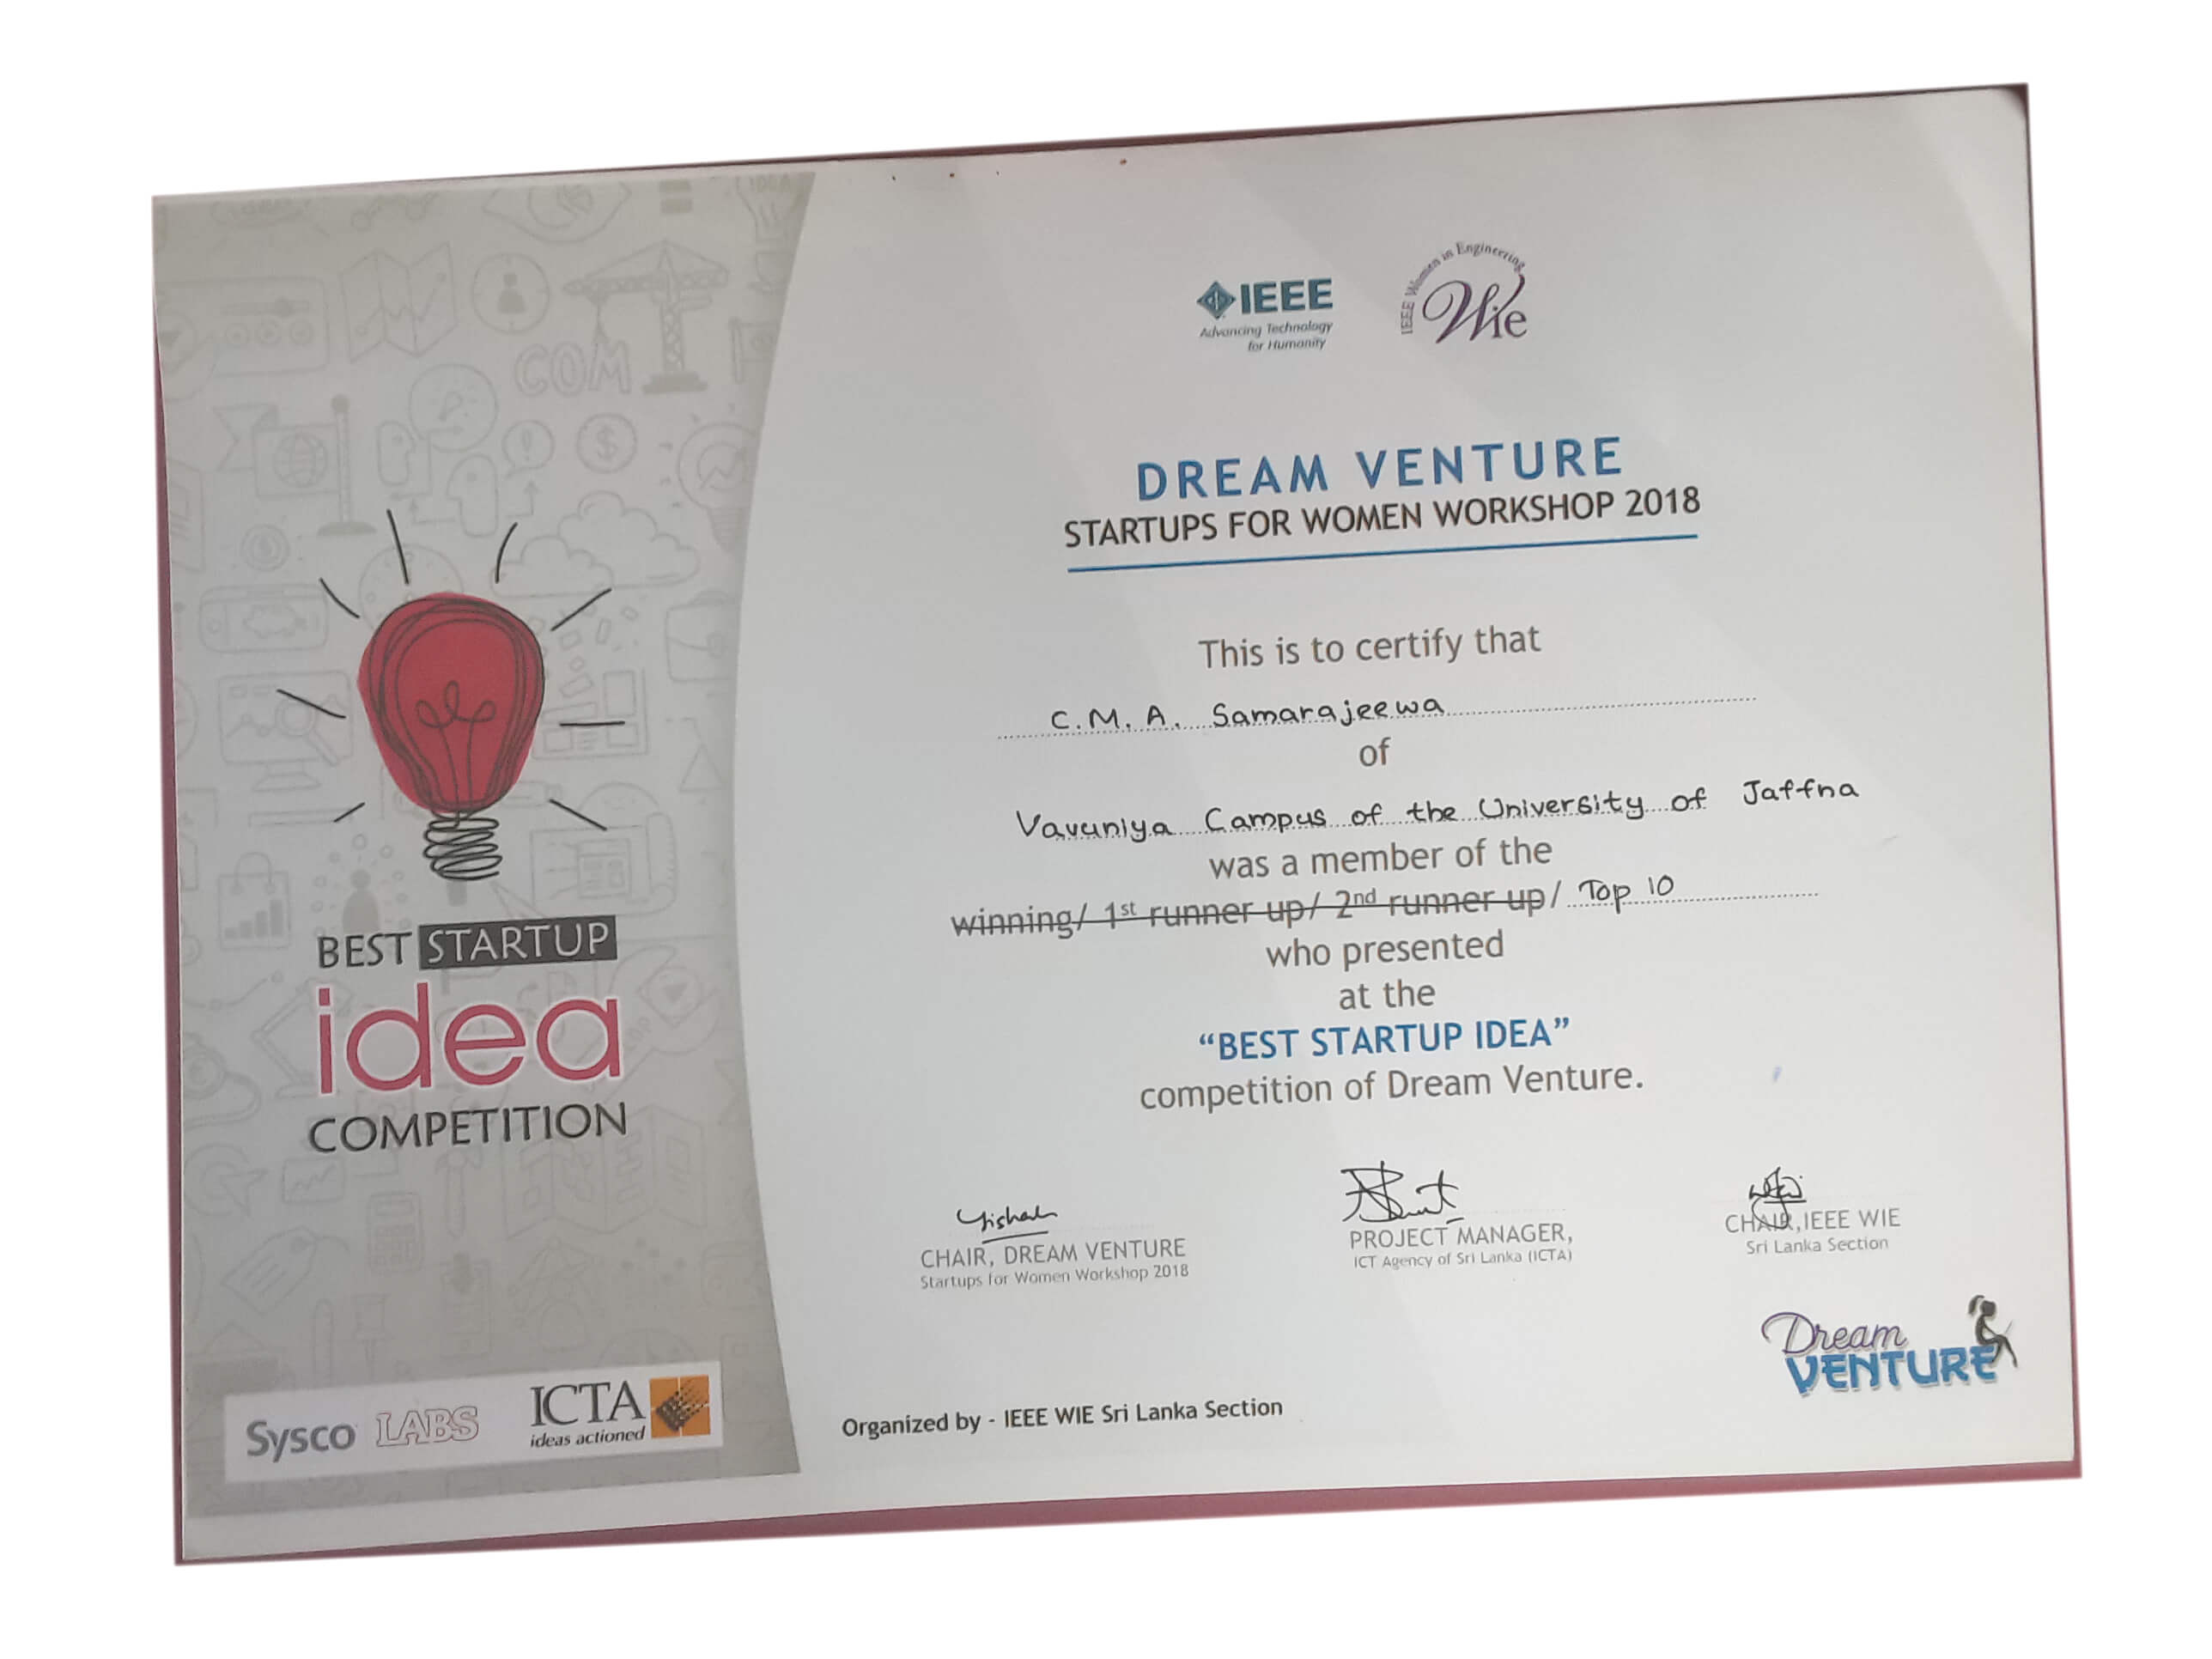 IEEE
Advancing Technology
for Humanity
IEEE Women in Engineering
Wie
DREAM VENTURE
STARTUPS FOR WOMEN WORKSHOP 2018
This is to certify that
C.M.A. Samarajeewa
of
Vavuniya Campus of the University of Jaffna
was a member of the
winning/ 1st runner up/ 2nd runner up/ Top 10
who presented
at the
“BEST STARTUP IDEA”
competition of Dream Venture.
CHAIR, DREAM VENTURE
Startups for Women Workshop 2018
PROJECT MANAGER,
ICT Agency of Sri Lanka (ICTA)
CHAIR, IEEE WIE
Sri Lanka Section
Dream
VENTURE
Organized by - IEEE WIE Sri Lanka Section
COM
BEST STARTUP
idea
COMPETITION
Sysco LABS
ICTA
ideas actioned